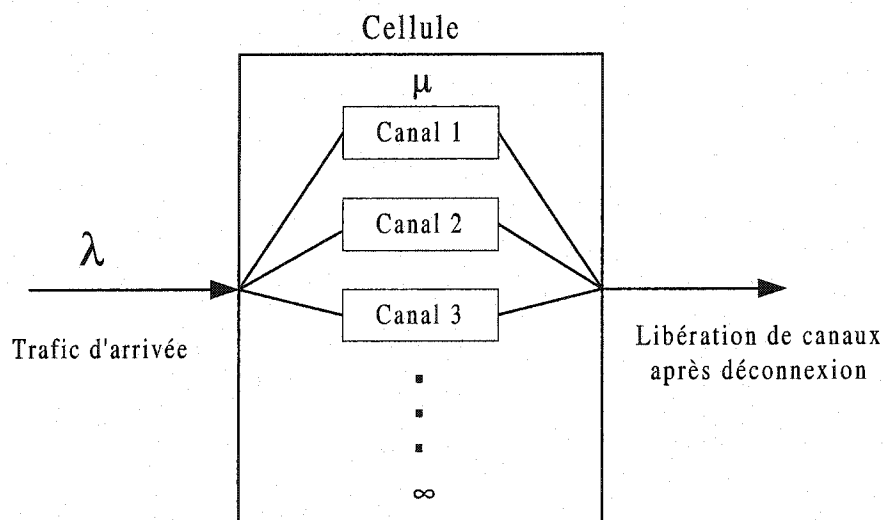 Cellule
μ
Canal 1
Canal 2
λ
Canal 3
Trafic d'arrivée
Libération de canaux
après déconnexion
∞